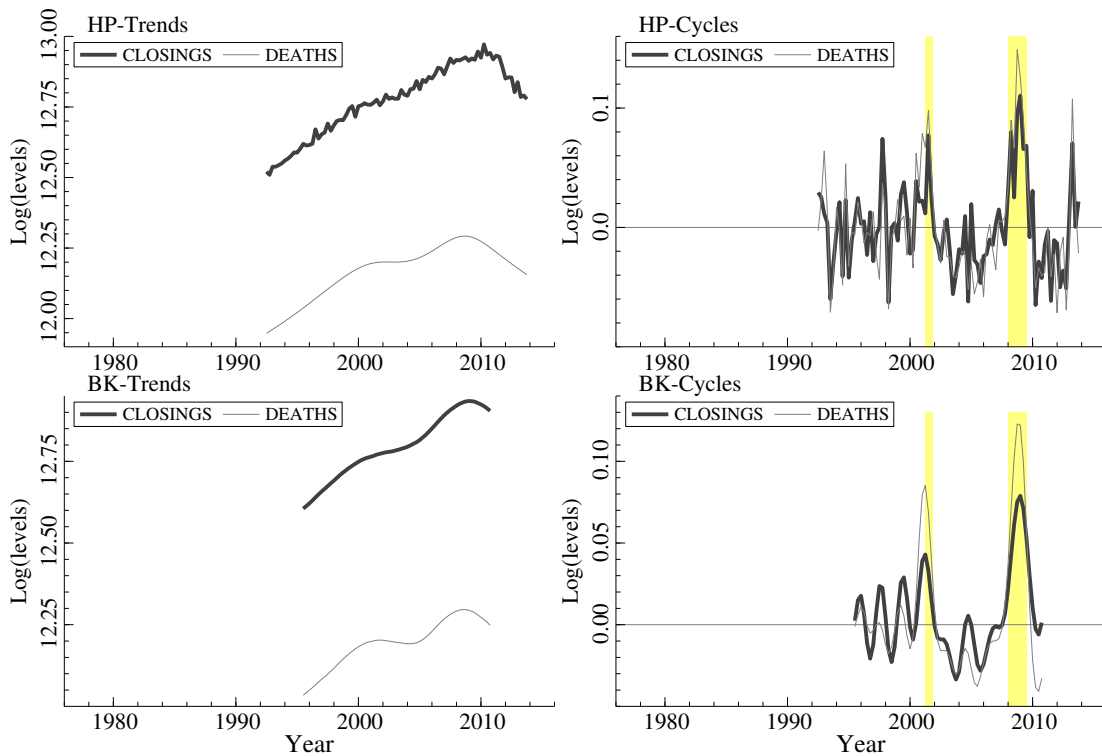 HP-Trends
CLOSINGS DEATHS
Log(levels)
13.00
12.75
12.50
12.25
12.00
1980 1990 2000 2010
HP-Cycles
CLOSINGS DEATHS
Log(levels)
0.1
0.0
1980 1990 2000 2010
BK-Trends
CLOSINGS DEATHS
Log(levels)
12.75
12.50
12.25
1980 1990 2000 2010
Year
BK-Cycles
CLOSINGS DEATHS
Log(levels)
0.10
0.05
0.00
1980 1990 2000 2010
Year